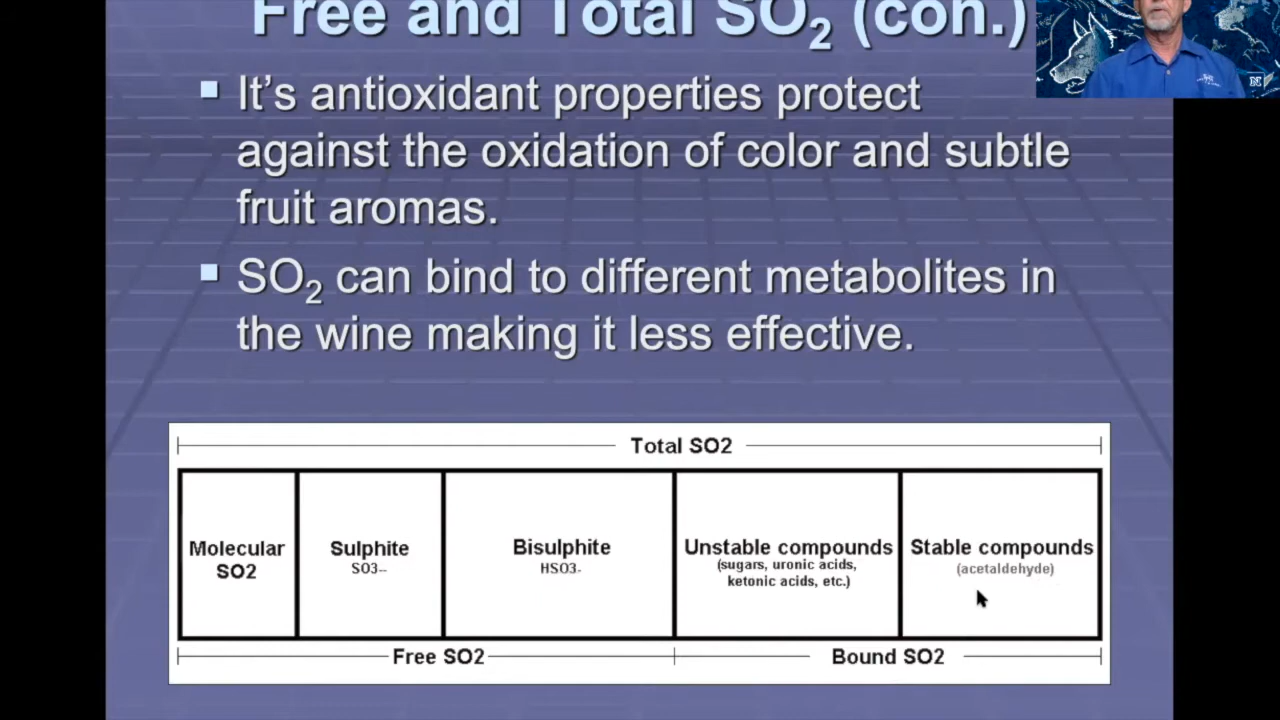 Free and Total SO₂ (con.)
▪ It's antioxidant properties protect
against the oxidation of color and subtle
fruit aromas.
▪ SO₂ can bind to different metabolites in
the wine making it less effective.
Total SO2
Molecular
SO2
Sulphite
SO3--
Bisulphite
HSO3-
Unstable compounds
(sugars, uronic acids,
ketonic acids, etc.)
Stable compounds
(acetaldehyde)
Free SO2
Bound SO2
N